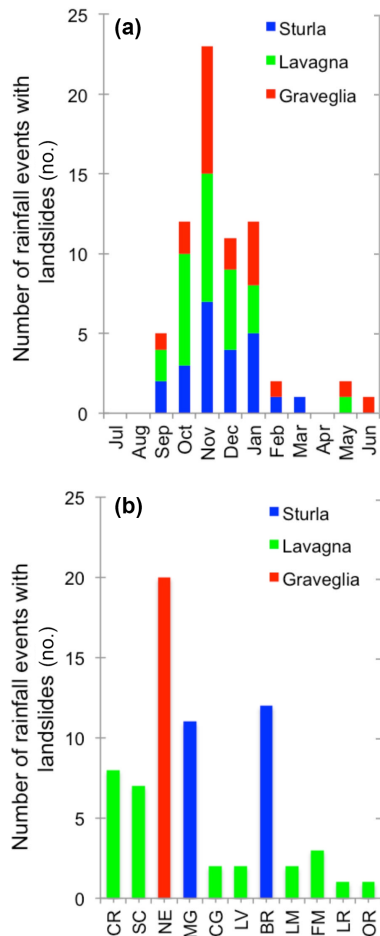 (a)
Sturla
Lavagna
Graveglia
Number of rainfall events with
landslides (no.)
25
20
15
10
5
0
Jul Aug Sep Oct Nov Dec Jan Feb Mar Apr May Jun
(b)
Sturla
Lavagna
Graveglia
Number of rainfall events with
landslides (no.)
25
20
15
10
5
0
CR SC NE MG CG LV BR LM FM LR OR